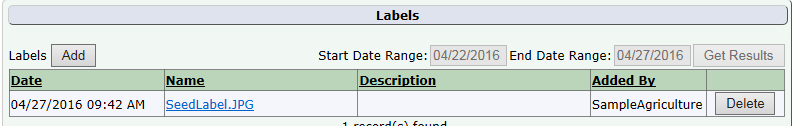 Labels
Labels Add Start Date Range: 04/22/2016 End Date Range: 04/27/2016 Get Results
Date Name Description Added By
04/27/2016 09:42 AM SeedLabel.JPG SampleAgriculture Delete
1 record(s) found